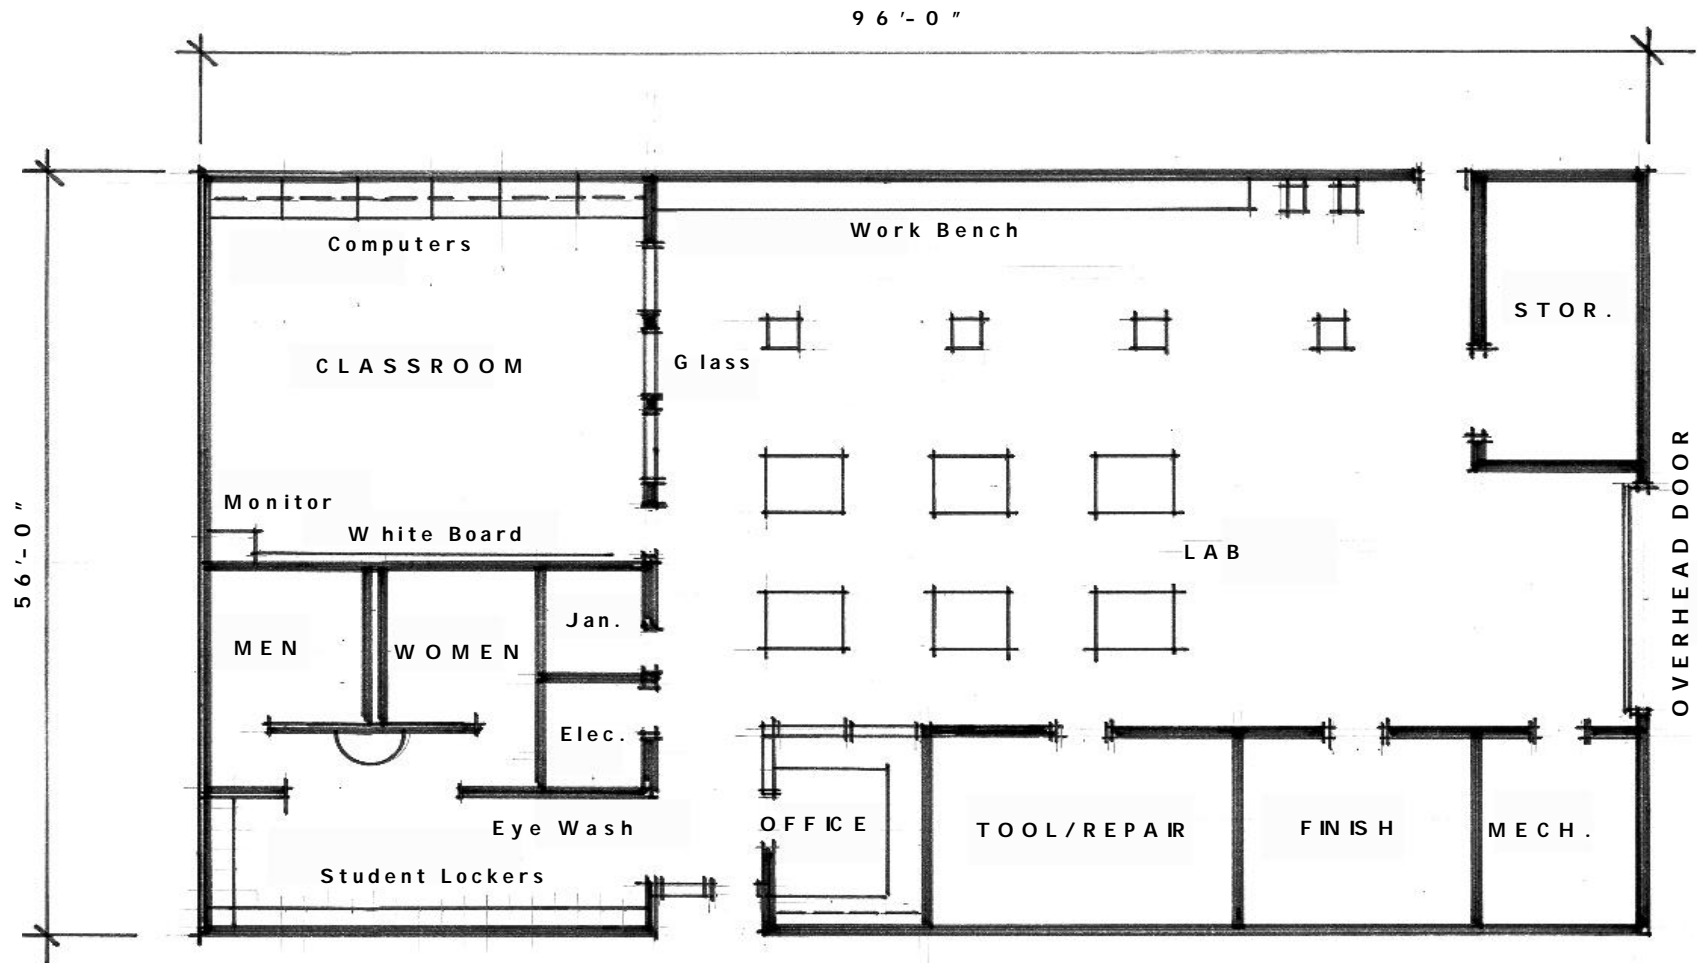 96'-0"
Computers
Work Bench
STOR.
Glass
CLASSROOM
OVERHEAD DOOR
Monitor
White Board
56'-0"
LAB
Jan.
MEN
WOMEN
Elec.
OFFICE
Eye Wash
TOOL/REPAIR
FINISH
MECH.
Student Lockers